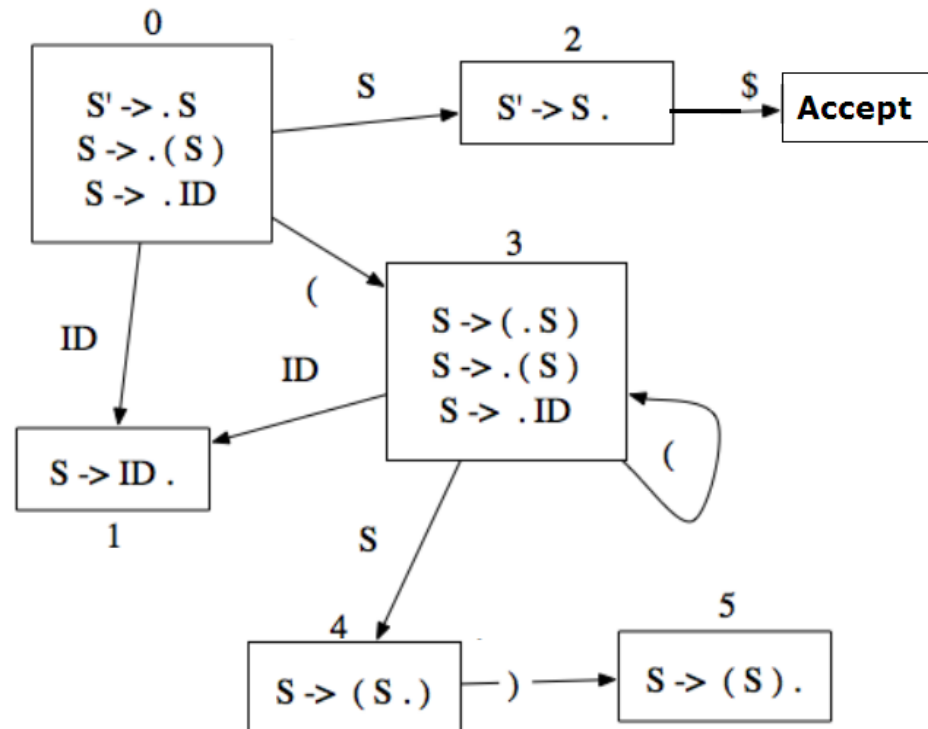 0
S' -> . S
S -> . ( S )
S -> . ID
S
2
S' -> S .
$
Accept
(
ID
3
S -> ( . S )
S -> . ( S )
S -> . ID
ID
(
S -> ID .
1
S
4
S -> ( S . )
)
5
S -> ( S ) .